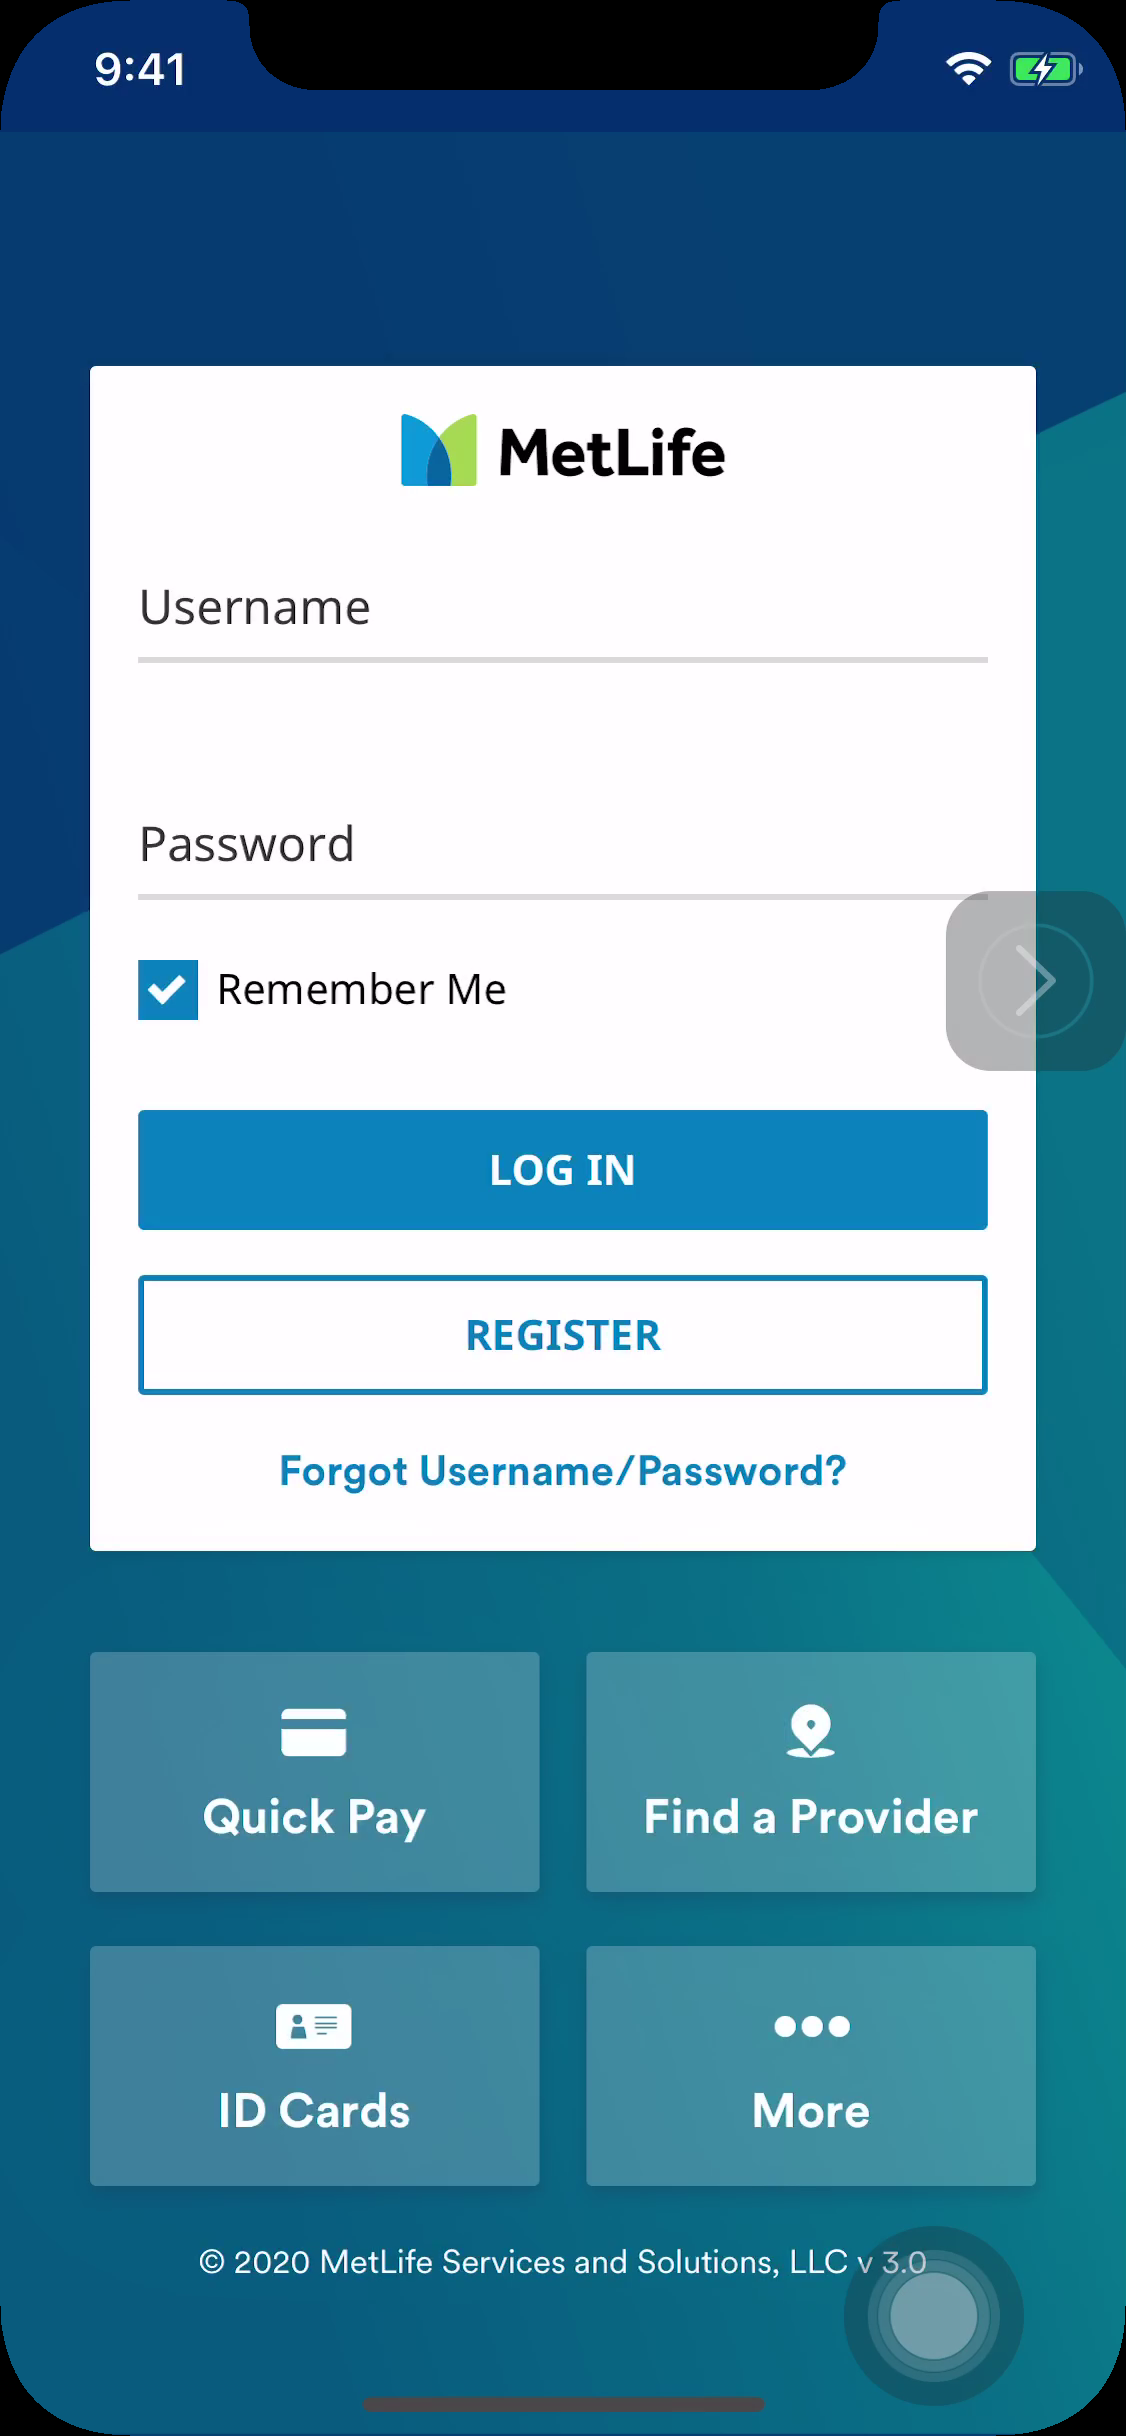 9:41
MetLife
Username
Password
Remember Me
LOG IN
REGISTER
Forgot Username/Password?
Quick Pay
Find a Provider
ID Cards
More
© 2020 MetLife Services and Solutions, LLC v 3.0